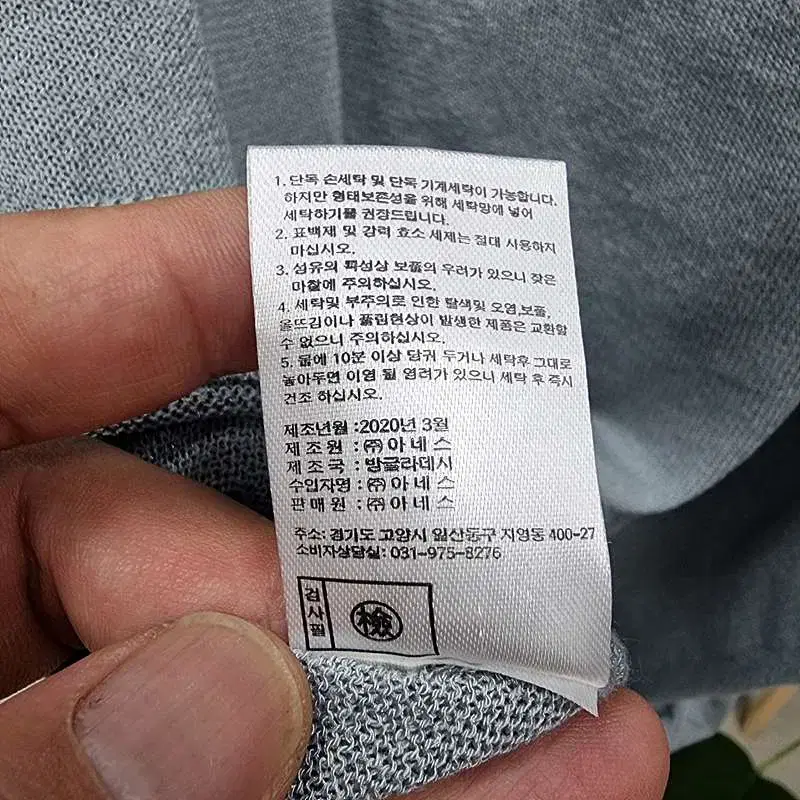 1. 단독 손세탁 및 단독 기계세탁이 가능합니다.
하지만 형태보존성을 위해 세탁망에 넣어
세탁하기를 권장드립니다.
2. 표백제 및 강력 효소 세제는 절대 사용하지
마십시오.
3. 섬유의 특성상 보풀의 우려가 있으니 잦은
마찰에 주의하십시오.
4. 세탁및 부주의로 인한 탈색및 오염,보풀,
올뜨김이나 풀림현상이 발생한 제품은 교환할
수 없으니 주의하십시오.
5. 물에 10분 이상 담궈 두거나 세탁후 그대로
놓아두면 이염 될 염려가 있으니 세탁 후 즉시
건조 하십시오.
제조년월 :2020년 3월
제 조 원 : ㈜ 아 네 스
제 조 국 : 방글라데시
수입자명 : ㈜ 아 네 스
판 매 원 : ㈜ 아 네 스
주소: 경기도 고양시 일산동구 지영동 400-27
소비자상담실: 031-975-8276
검사필 檢